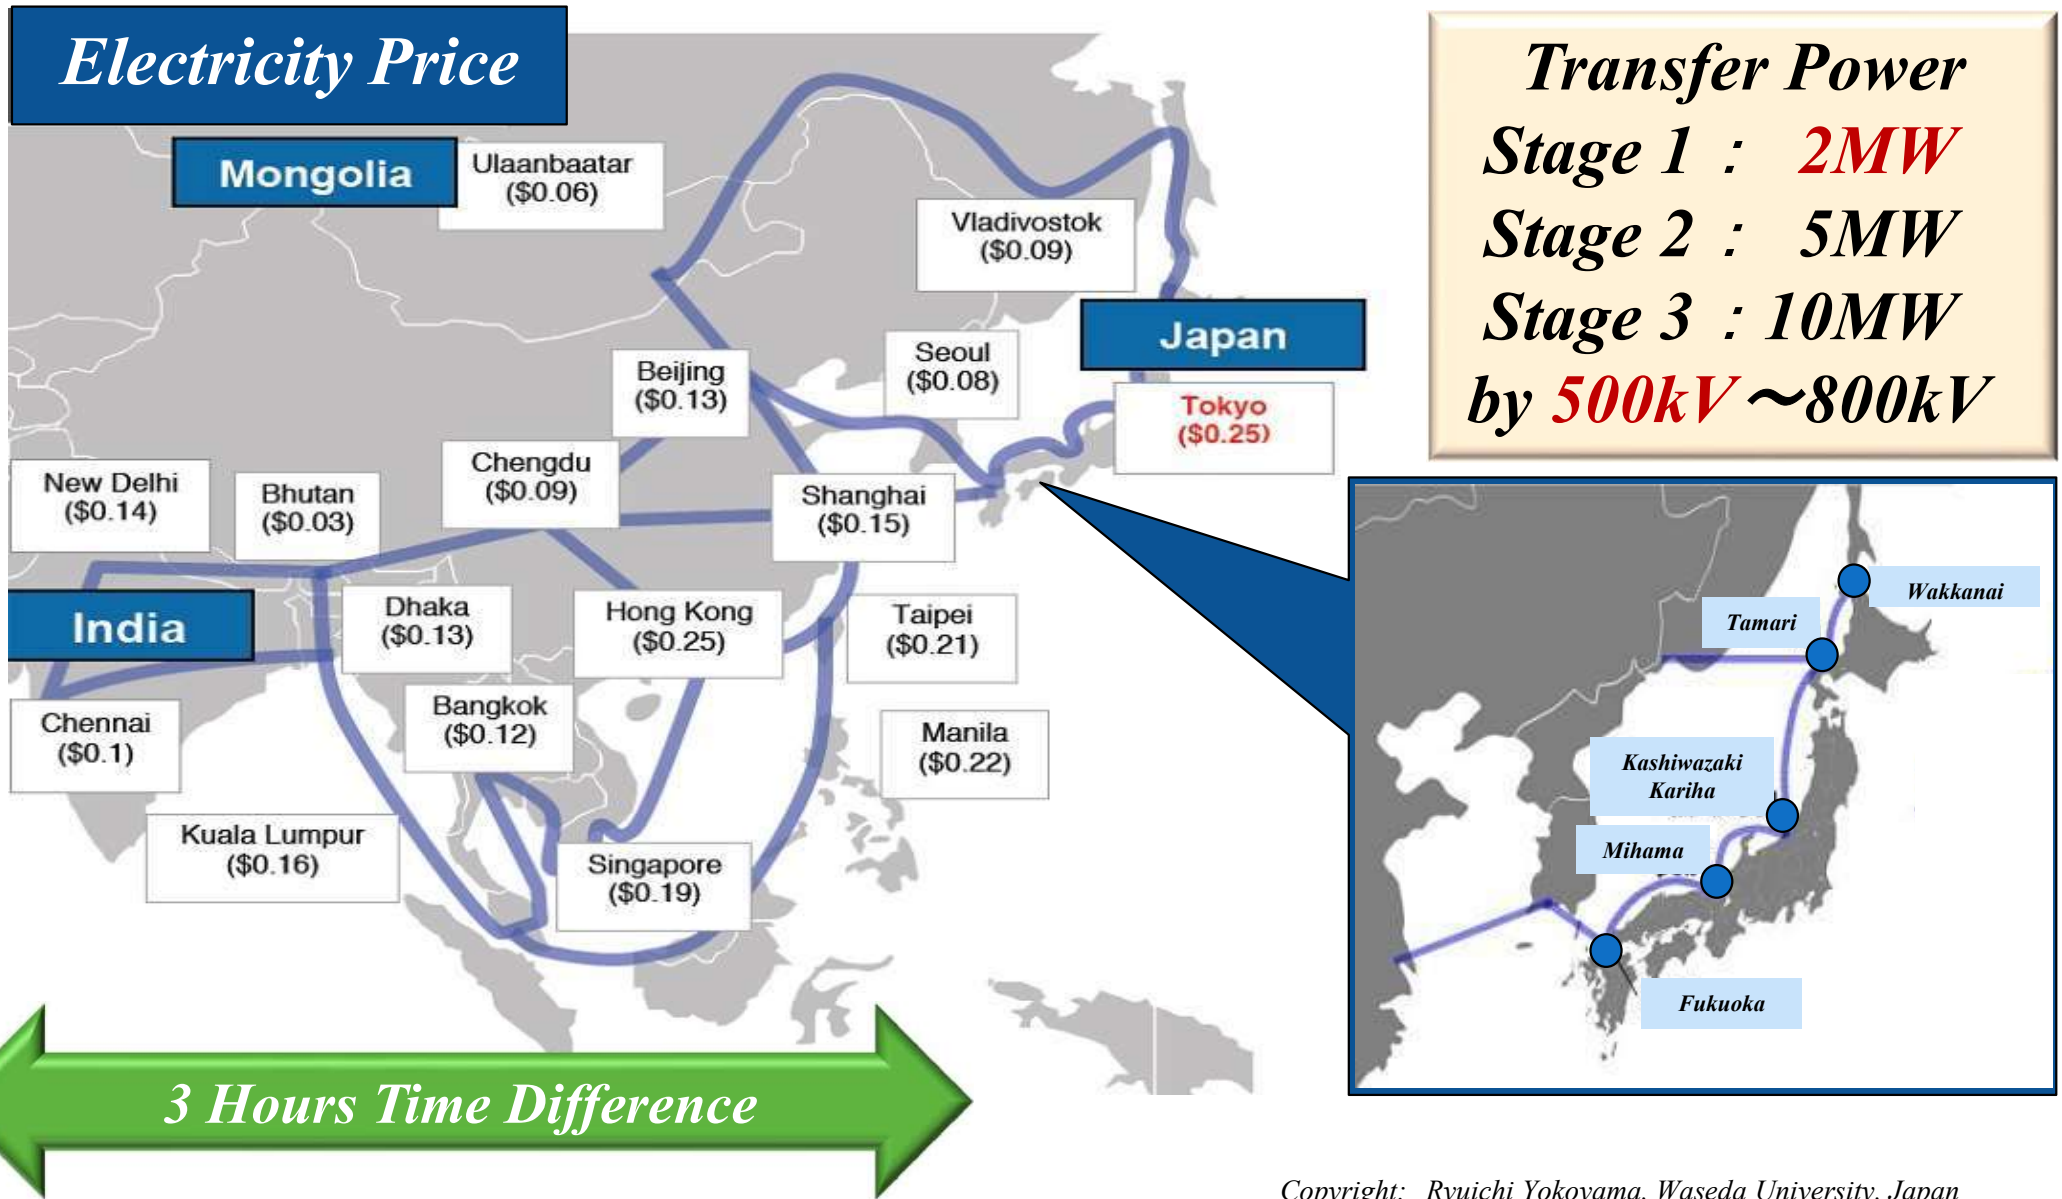 Electricity Price
Mongolia
Ulaanbaatar
($0.06)
Vladivostok
($0.09)
Japan
Beijing
($0.13)
Seoul
($0.08)
Tokyo
($0.25)
New Delhi
($0.14)
Bhutan
($0.03)
Chengdu
($0.09)
Shanghai
($0.15)
India
Dhaka
($0.13)
Hong Kong
($0.25)
Taipei
($0.21)
Chennai
($0.1)
Bangkok
($0.12)
Manila
($0.22)
Kuala Lumpur
($0.16)
Singapore
($0.19)
3 Hours Time Difference
Transfer Power
Stage 1 : 2MW
Stage 2 : 5MW
Stage 3 : 10MW
by 500kV～800kV
Wakkanai
Tamari
Kashiwazaki
Kariha
Mihama
Fukuoka
Copyright: Ryuichi Yokoyama, Waseda University, Japan